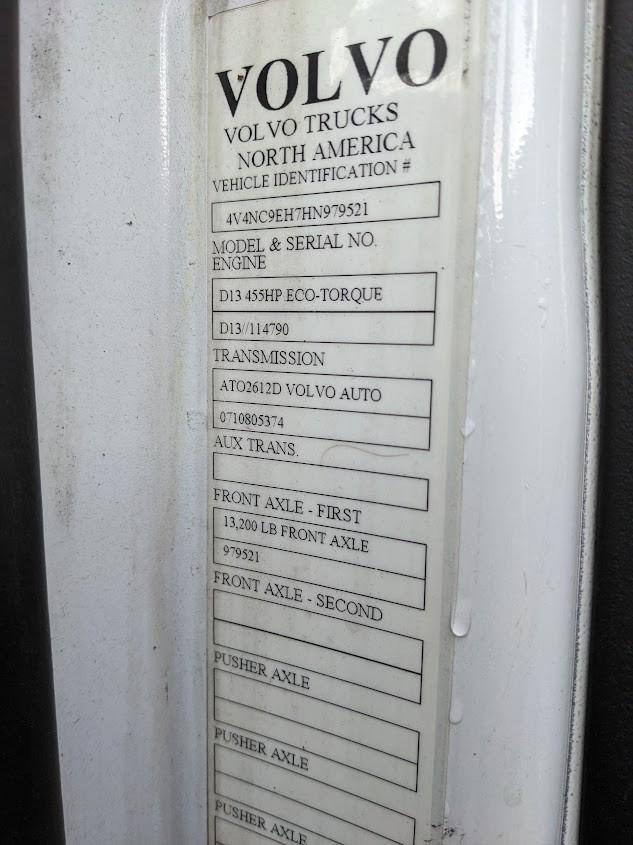 VOLVO
VOLVO TRUCKS
NORTH AMERICA
VEHICLE IDENTIFICATION #
4V4NC9EH7HN979521
MODEL & SERIAL NO.
ENGINE
D13 455HP ECO-TORQUE
D13//114790
TRANSMISSION
ATO2612D VOLVO AUTO
0710805374
AUX TRANS.
FRONT AXLE - FIRST
13,200 LB FRONT AXLE
979521
FRONT AXLE - SECOND
PUSHER AXLE
PUSHER AXLE
PUSHER AXLE